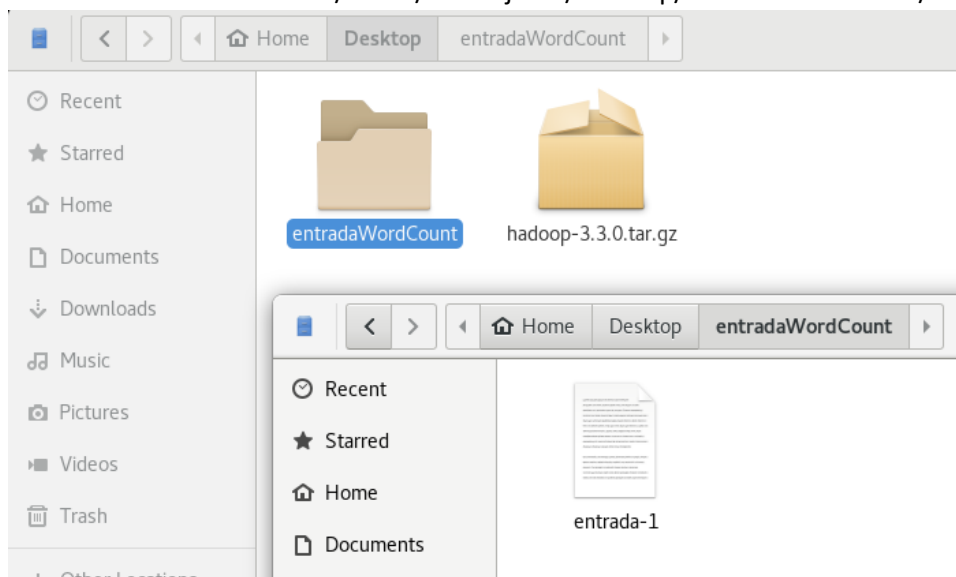 Home Desktop entradaWordCount
Recent
Starred
Home
Documents
Downloads
Music
Pictures
Videos
Trash
entradaWordCount hadoop-3.3.0.tar.gz
Home Desktop entradaWordCount
Recent
Starred
Home
Documents
entrada-1